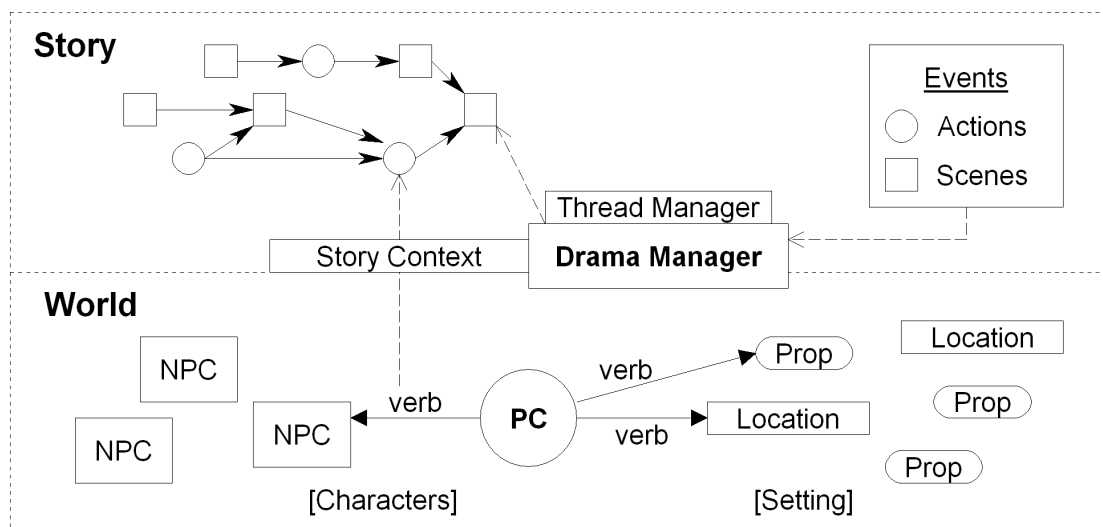 Story
Events
Actions
Scenes
Thread Manager
Story Context
Drama Manager
World
NPC
NPC
NPC
verb
PC
verb
verb
Prop
Location
Location
Prop
Prop
[Characters]
[Setting]